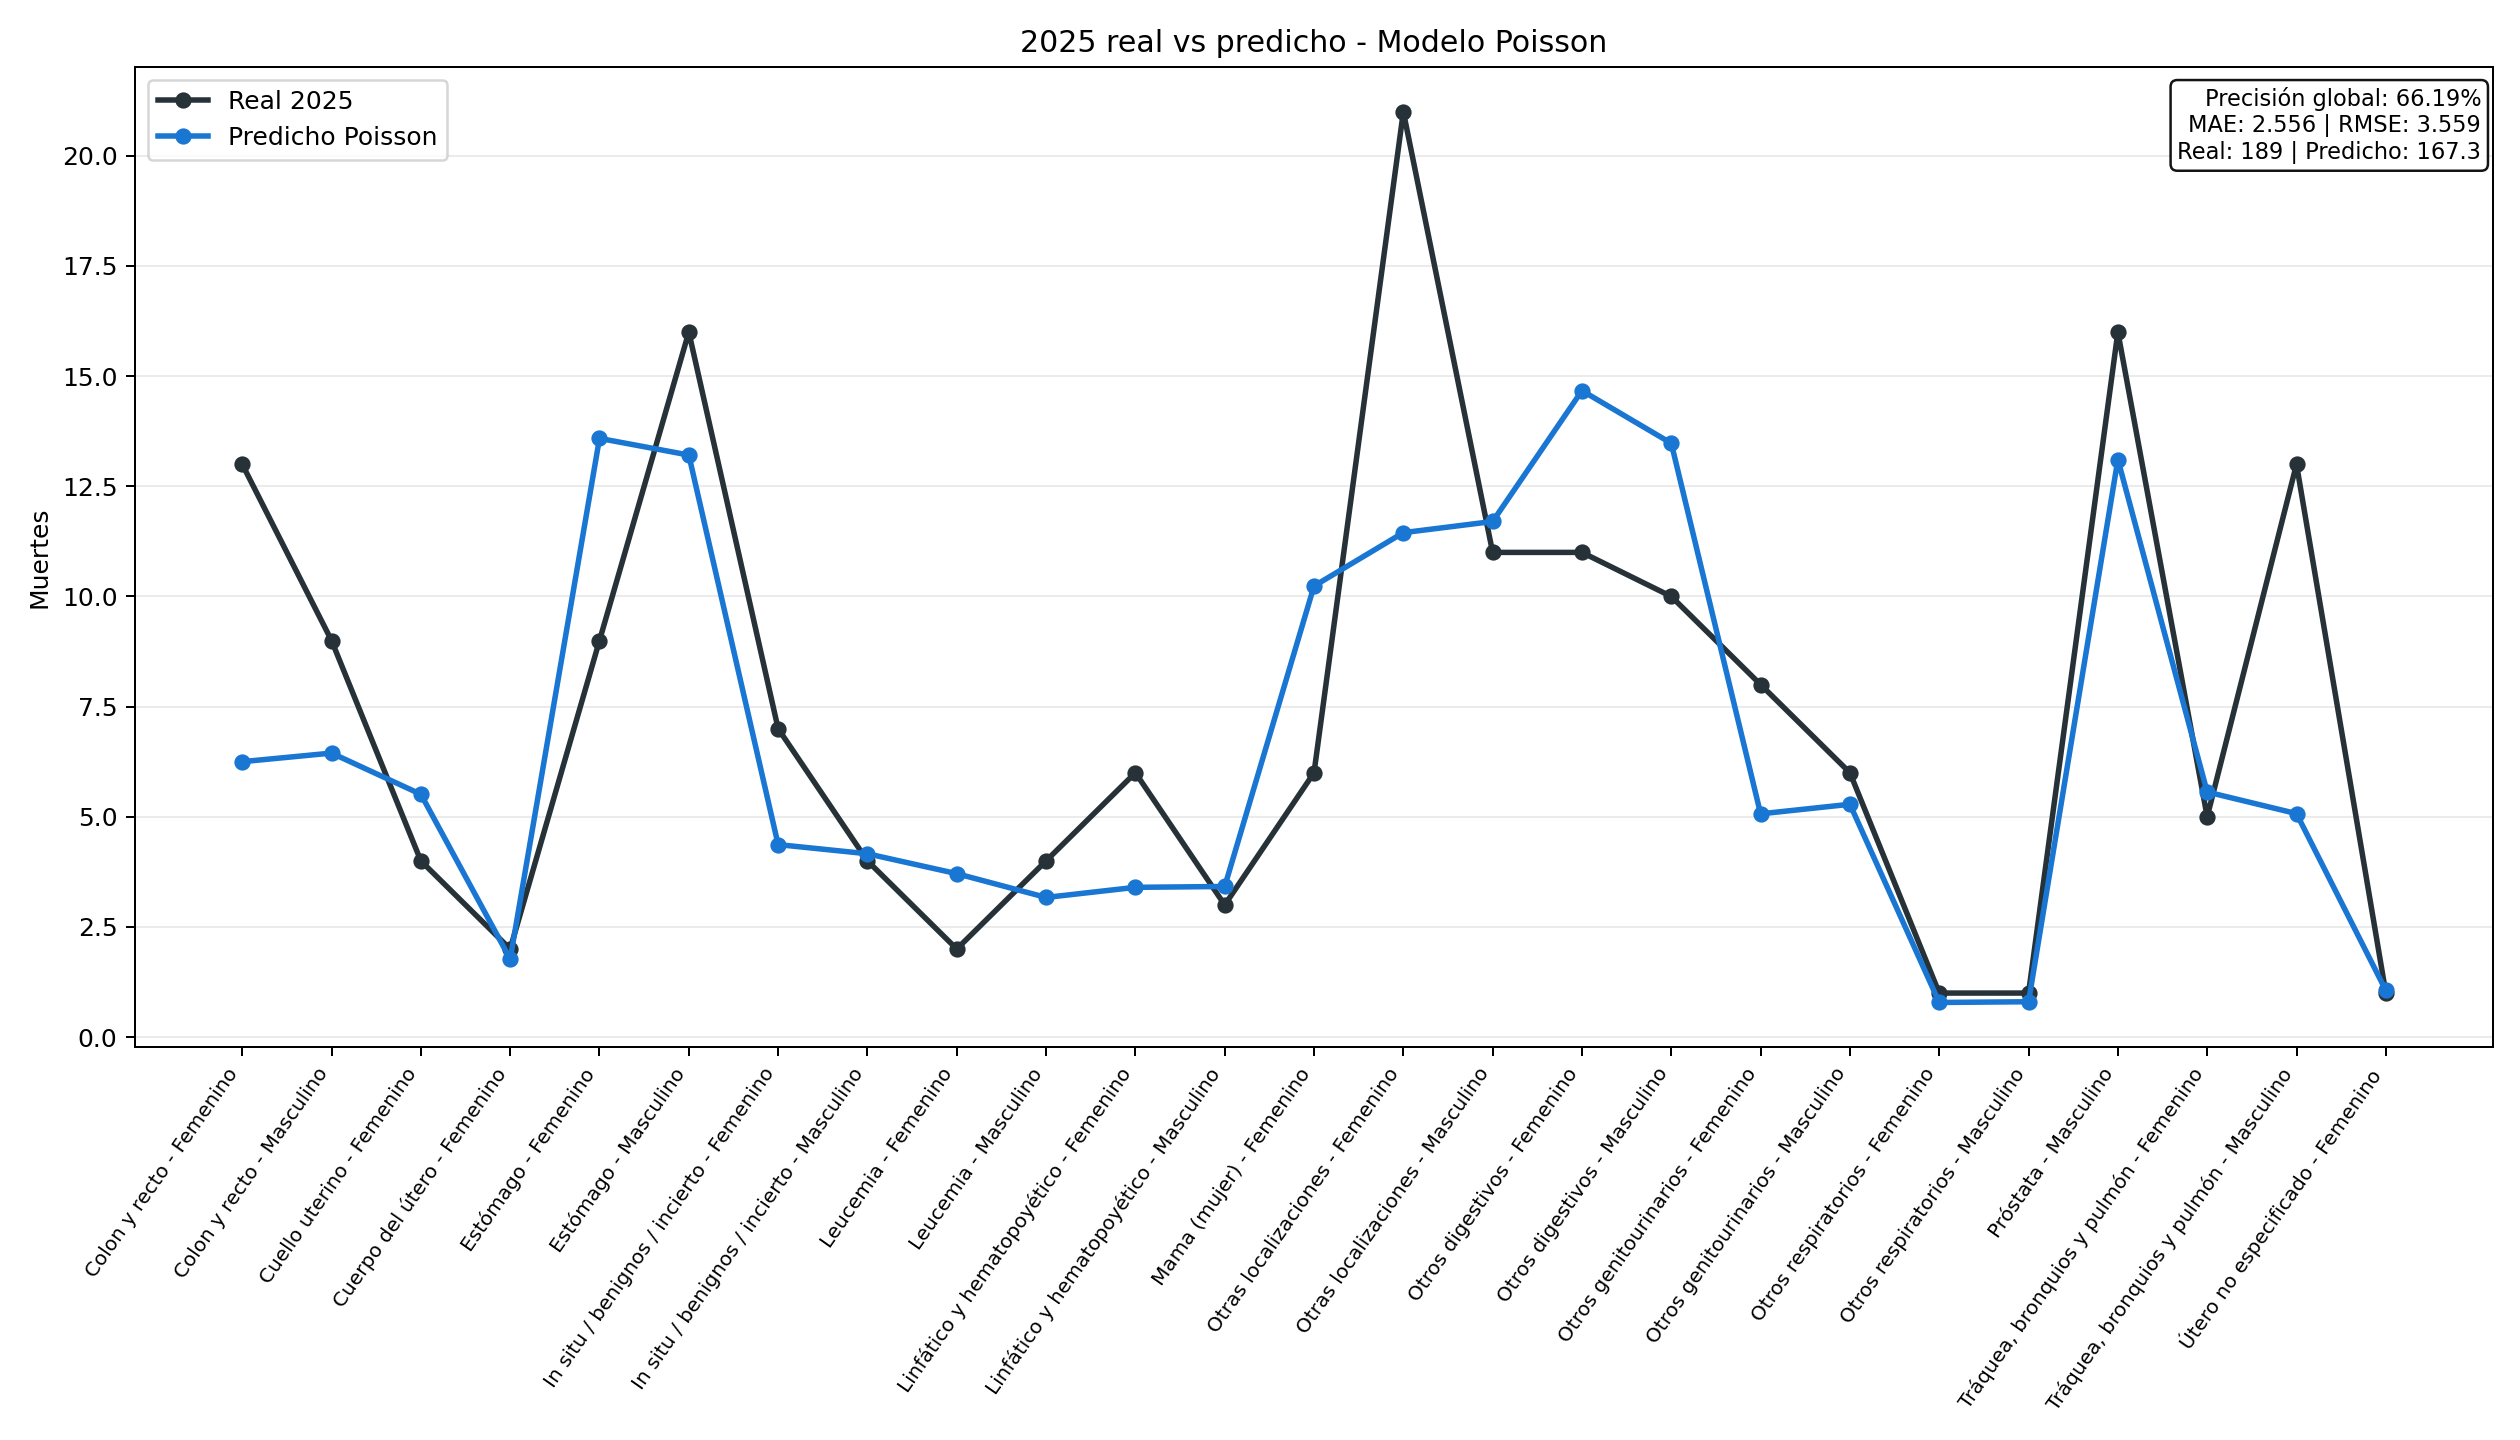 2025 real vs predicho - Modelo Poisson
Real 2025
Predicho Poisson
Precisión global: 66.19%
MAE: 2.556 | RMSE: 3.559
Real: 189 | Predicho: 167.3
Muertes
20.0
17.5
15.0
12.5
10.0
7.5
5.0
2.5
0.0
Colon y recto - Femenino
Colon y recto - Masculino
Cuello uterino - Femenino
Cuerpo del útero - Femenino
Estómago - Femenino
Estómago - Masculino
In situ / benignos / incierto - Femenino
In situ / benignos / incierto - Masculino
Leucemia - Femenino
Leucemia - Masculino
Linfático y hematopoyético - Femenino
Linfático y hematopoyético - Masculino
Mama (mujer) - Femenino
Otras localizaciones - Femenino
Otras localizaciones - Masculino
Otros digestivos - Femenino
Otros digestivos - Masculino
Otros genitourinarios - Femenino
Otros genitourinarios - Masculino
Otros respiratorios - Femenino
Otros respiratorios - Masculino
Próstata - Masculino
Tráquea, bronquios y pulmón - Femenino
Tráquea, bronquios y pulmón - Masculino
Útero no especificado - Femenino